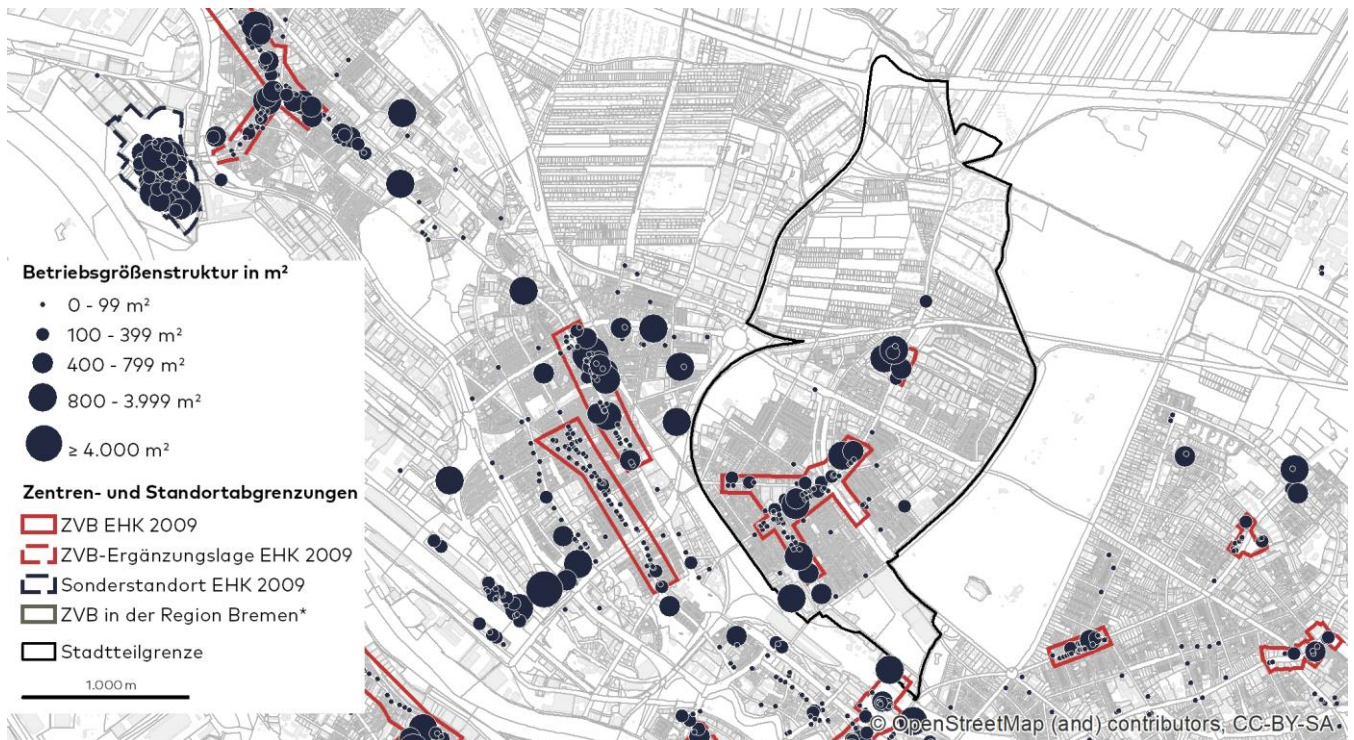 Betriebsgrößenstruktur in m²
0 - 99 m²
100 - 399 m²
400 - 799 m²
800 - 3.999 m²
≥ 4.000 m²
Zentren- und Standortabgrenzungen
ZVB EHK 2009
ZVB-Ergänzungslage EHK 2009
Sonderstandort EHK 2009
ZVB in der Region Bremen*
Stadtteilgrenze
1.000 m
© OpenStreetMap (and) contributors, CC-BY-SA